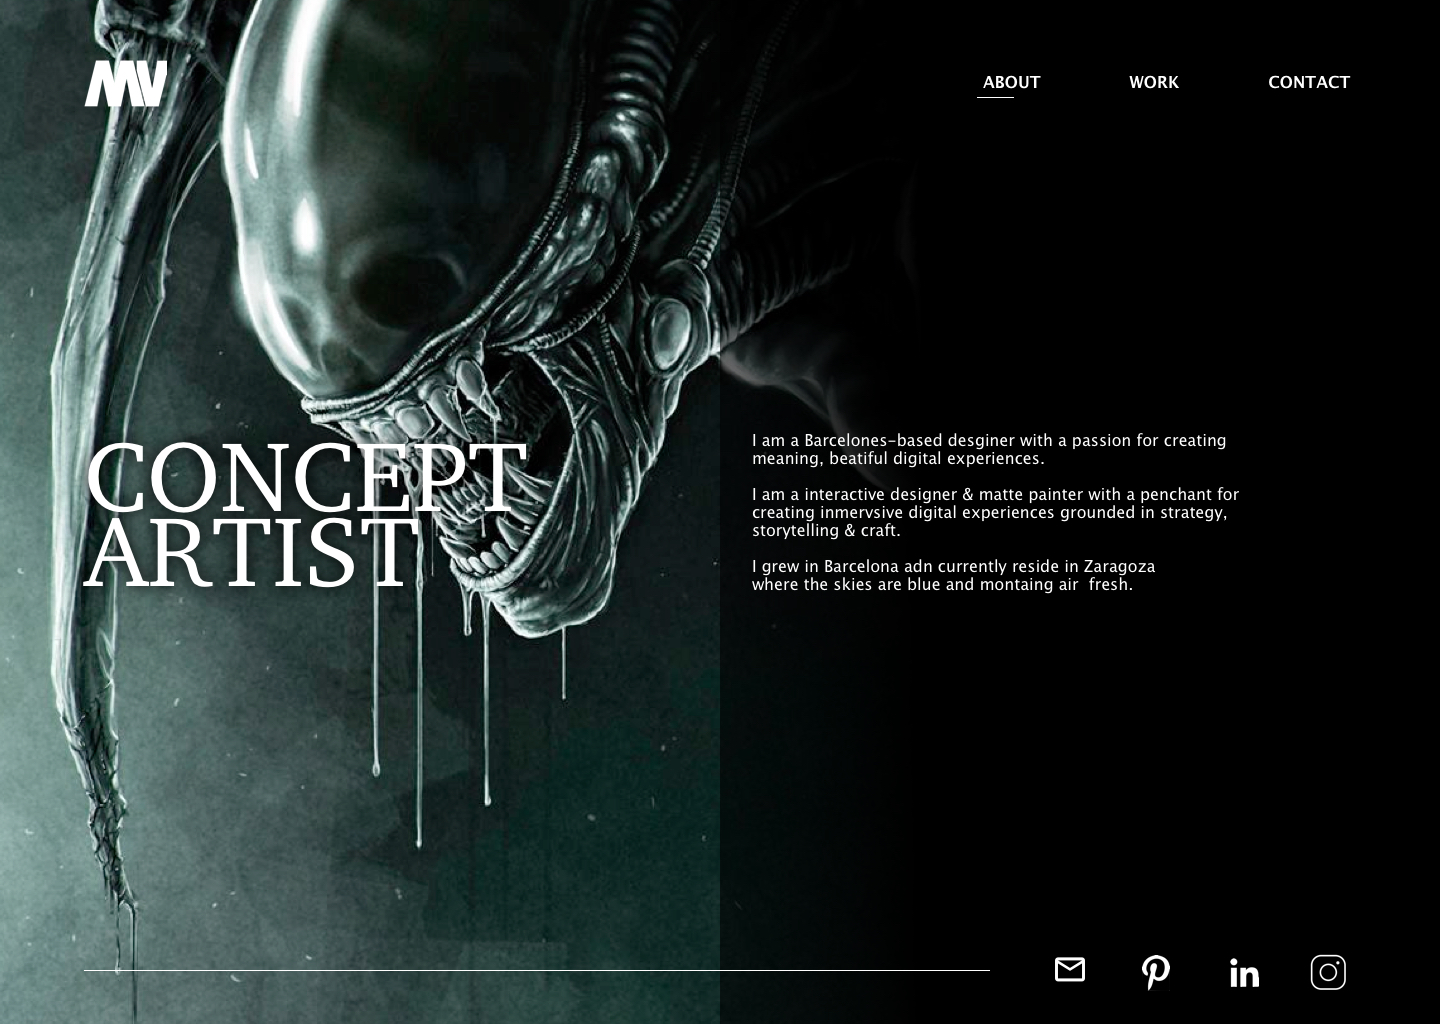 MV
ABOUT
WORK
CONTACT
CONCEPT
ARTIST
I am a Barcelones-based desginer with a passion for creating
meaning, beatiful digital experiences.
I am a interactive designer & matte painter with a penchant for
creating inmervsive digital experiences grounded in strategy,
storytelling & craft.
I grew in Barcelona adn currently reside in Zaragoza
where the skies are blue and montaing air  fresh.
in